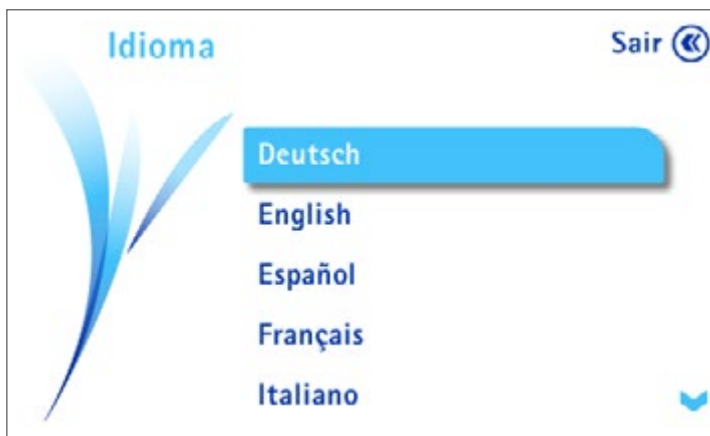 Idioma
Sair
Deutsch
English
Español
Français
Italiano